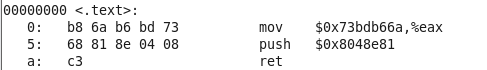 00000000 <.text>:
0: b8 6a b6 bd 73 mov $0x73bdb66a,%eax
5: 68 81 8e 04 08 push $0x8048e81
a: c3 ret